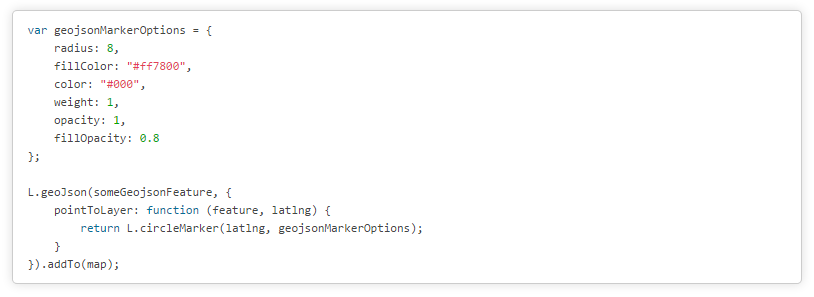 var geojsonMarkerOptions = {
    radius: 8,
    fillColor: "#ff7800",
    color: "#000",
    weight: 1,
    opacity: 1,
    fillOpacity: 0.8
};

L.geoJson(someGeojsonFeature, {
    pointToLayer: function (feature, latlng) {
        return L.circleMarker(latlng, geojsonMarkerOptions);
    }
}).addTo(map);